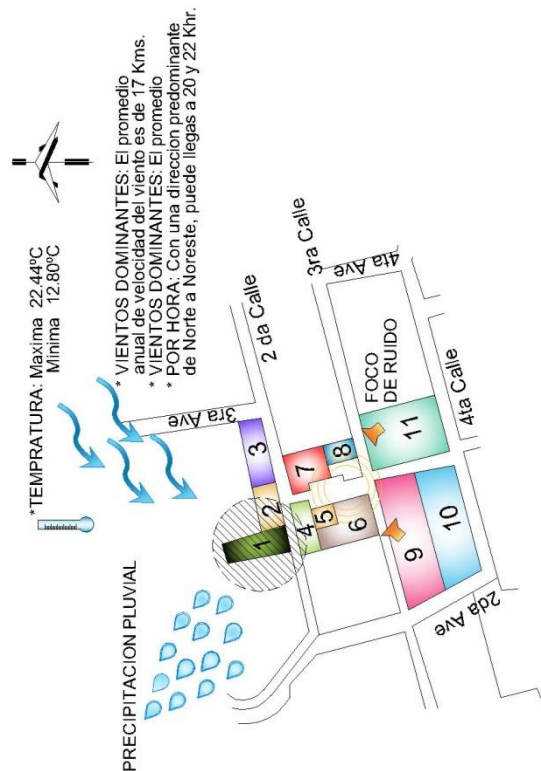 *TEMPRATURA: Maxima 22.44ºC
Minima 12.80ºC
* VIENTOS DOMINANTES: El promedio
anual de velocidad del viento es de 17 Kms.
* VIENTOS DOMINANTES: El promedio
* POR HORA: Con una direccion predominante
de Norte a Noreste, puede llegas a 20 y 22 Khr.
PRECIPITACION PLUVIAL
3ra Ave
2 da Calle
3ra Calle
4ta Ave
4ta Calle
2da Ave
FOCO
DE RUIDO
1
2
3
4
5
6
7
8
9
10
11